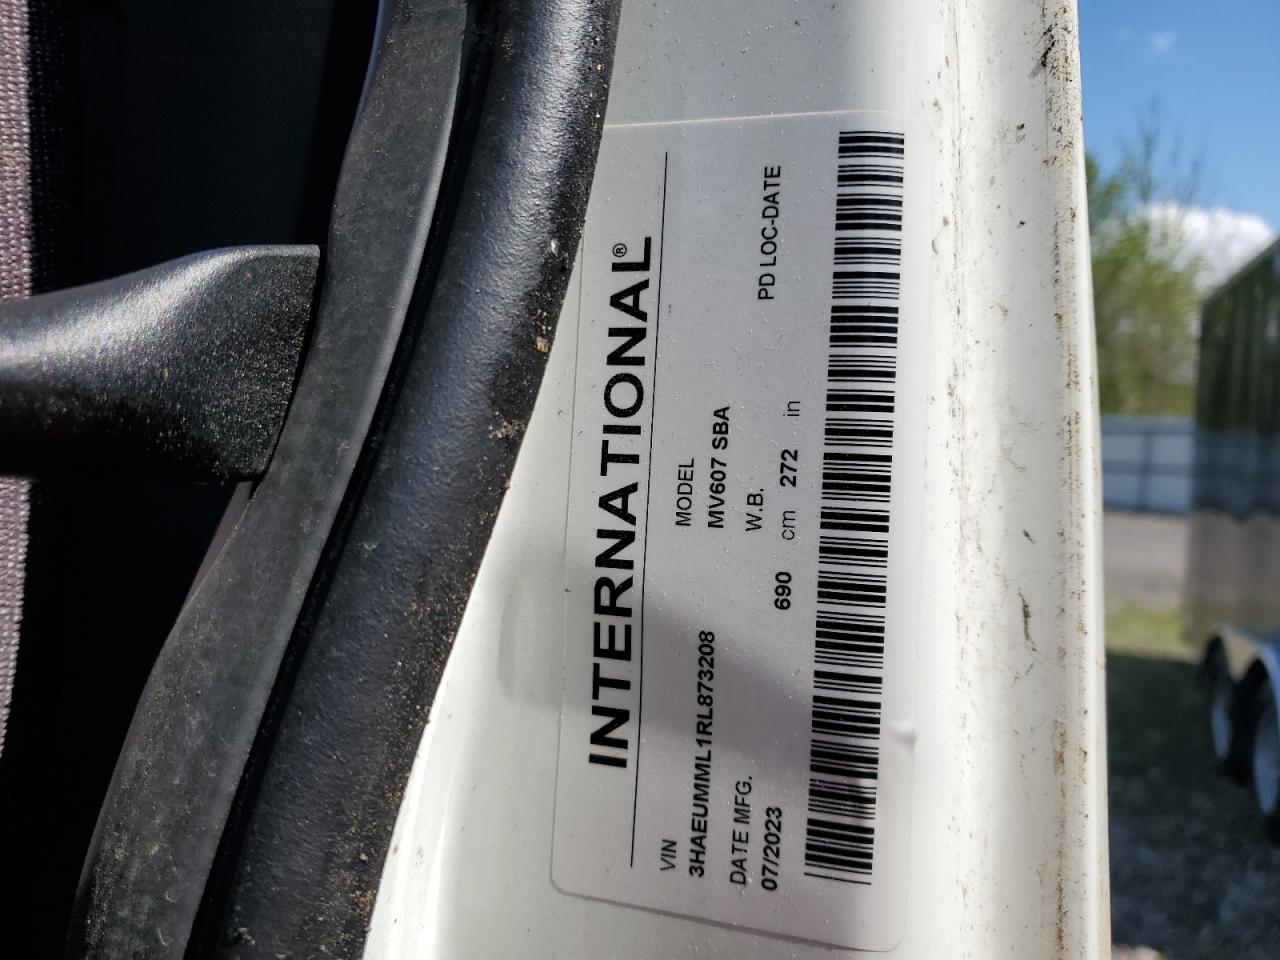 INTERNATIONAL®
VIN
3HAEUMML1RL873208
MODEL
MV607 SBA
DATE MFG.
07/2023
W.B.
690 cm 272 in
PD LOC-DATE